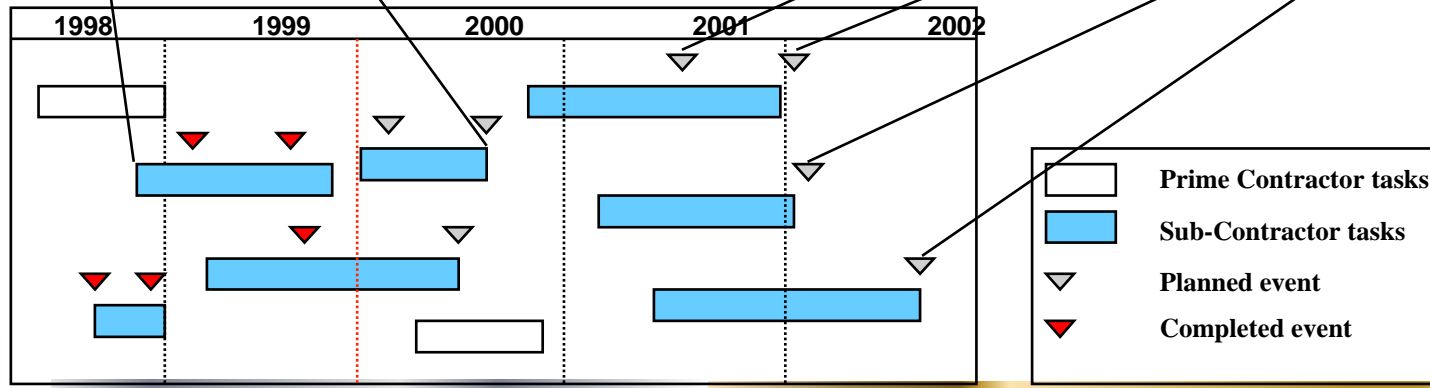 1998 1999 2000 2001 2002
Prime Contractor tasks
Sub-Contractor tasks
Planned event
Completed event